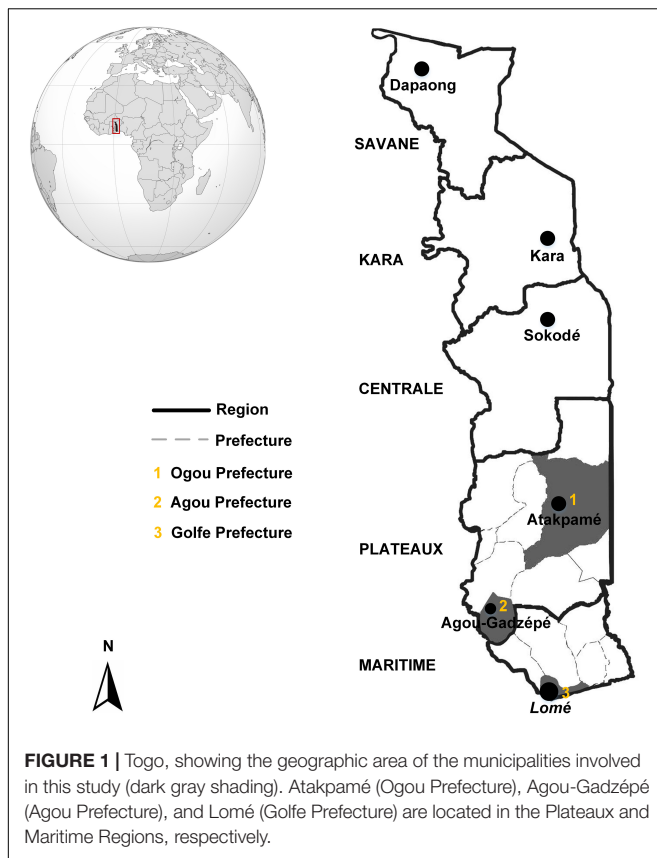 Dapaong
SAVANE
KARA
Kara
Sokodé
CENTRALE
Region
Prefecture
1 Ogou Prefecture
2 Agou Prefecture
3 Golfe Prefecture
1
Atakpamé
PLATEAUX
2
Agou-Gadzépé
N
MARITIME
3
Lomé
FIGURE 1 | Togo, showing the geographic area of the municipalities involved
in this study (dark gray shading). Atakpamé (Ogou Prefecture), Agou-Gadzépé
(Agou Prefecture), and Lomé (Golfe Prefecture) are located in the Plateaux and
Maritime Regions, respectively.